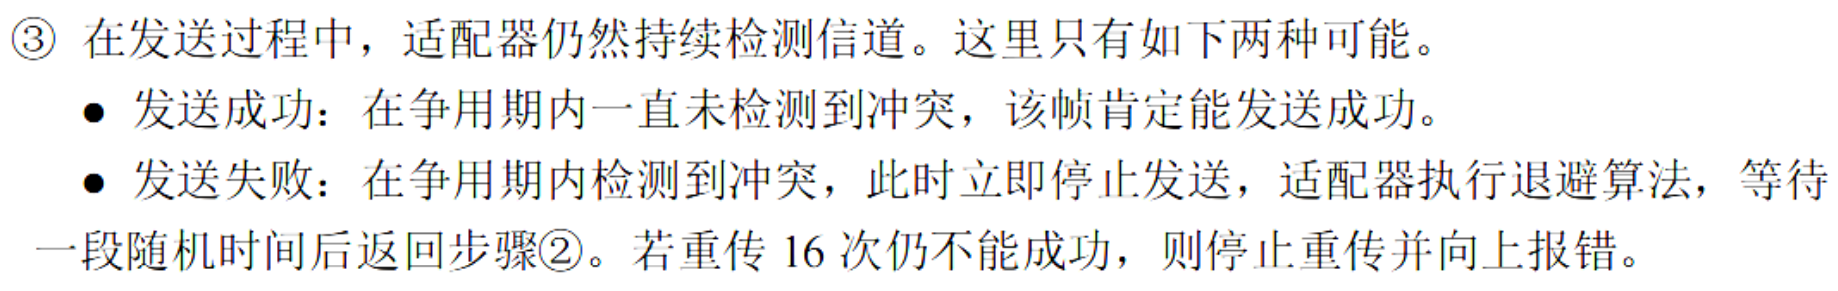 ③ 在发送过程中，适配器仍然持续检测信道。这里只有如下两种可能。
● 发送成功：在争用期内一直未检测到冲突，该帧肯定能发送成功。
● 发送失败：在争用期内检测到冲突，此时立即停止发送，适配器执行退避算法，等待
一段随机时间后返回步骤②。若重传 16 次仍不能成功，则停止重传并向上报错。